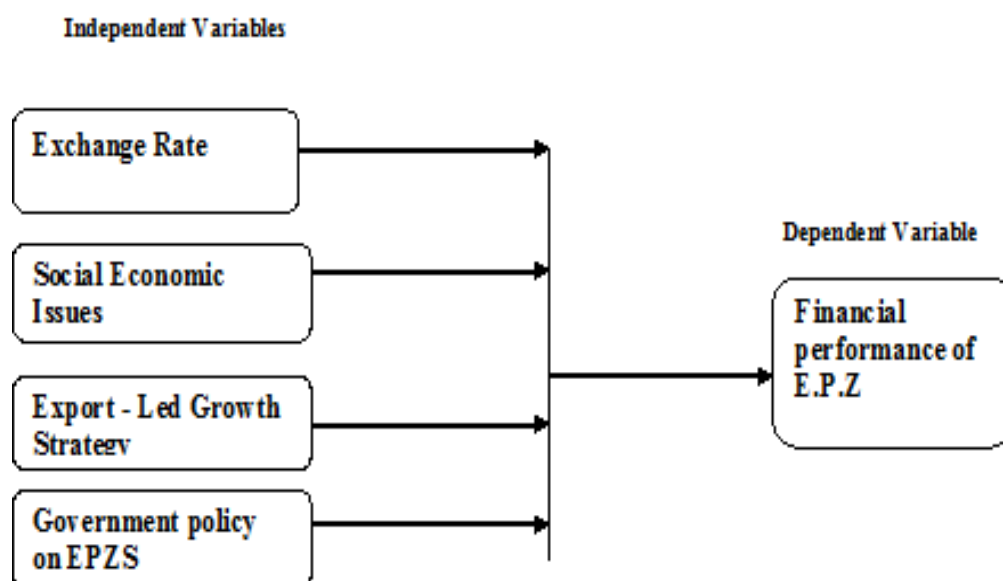 Independent Variables
Exchange Rate
Social Economic
Issues
Export - Led Growth
Strategy
Government policy
on EPZS
Dependent Variable
Financial
performance of
E.P.Z